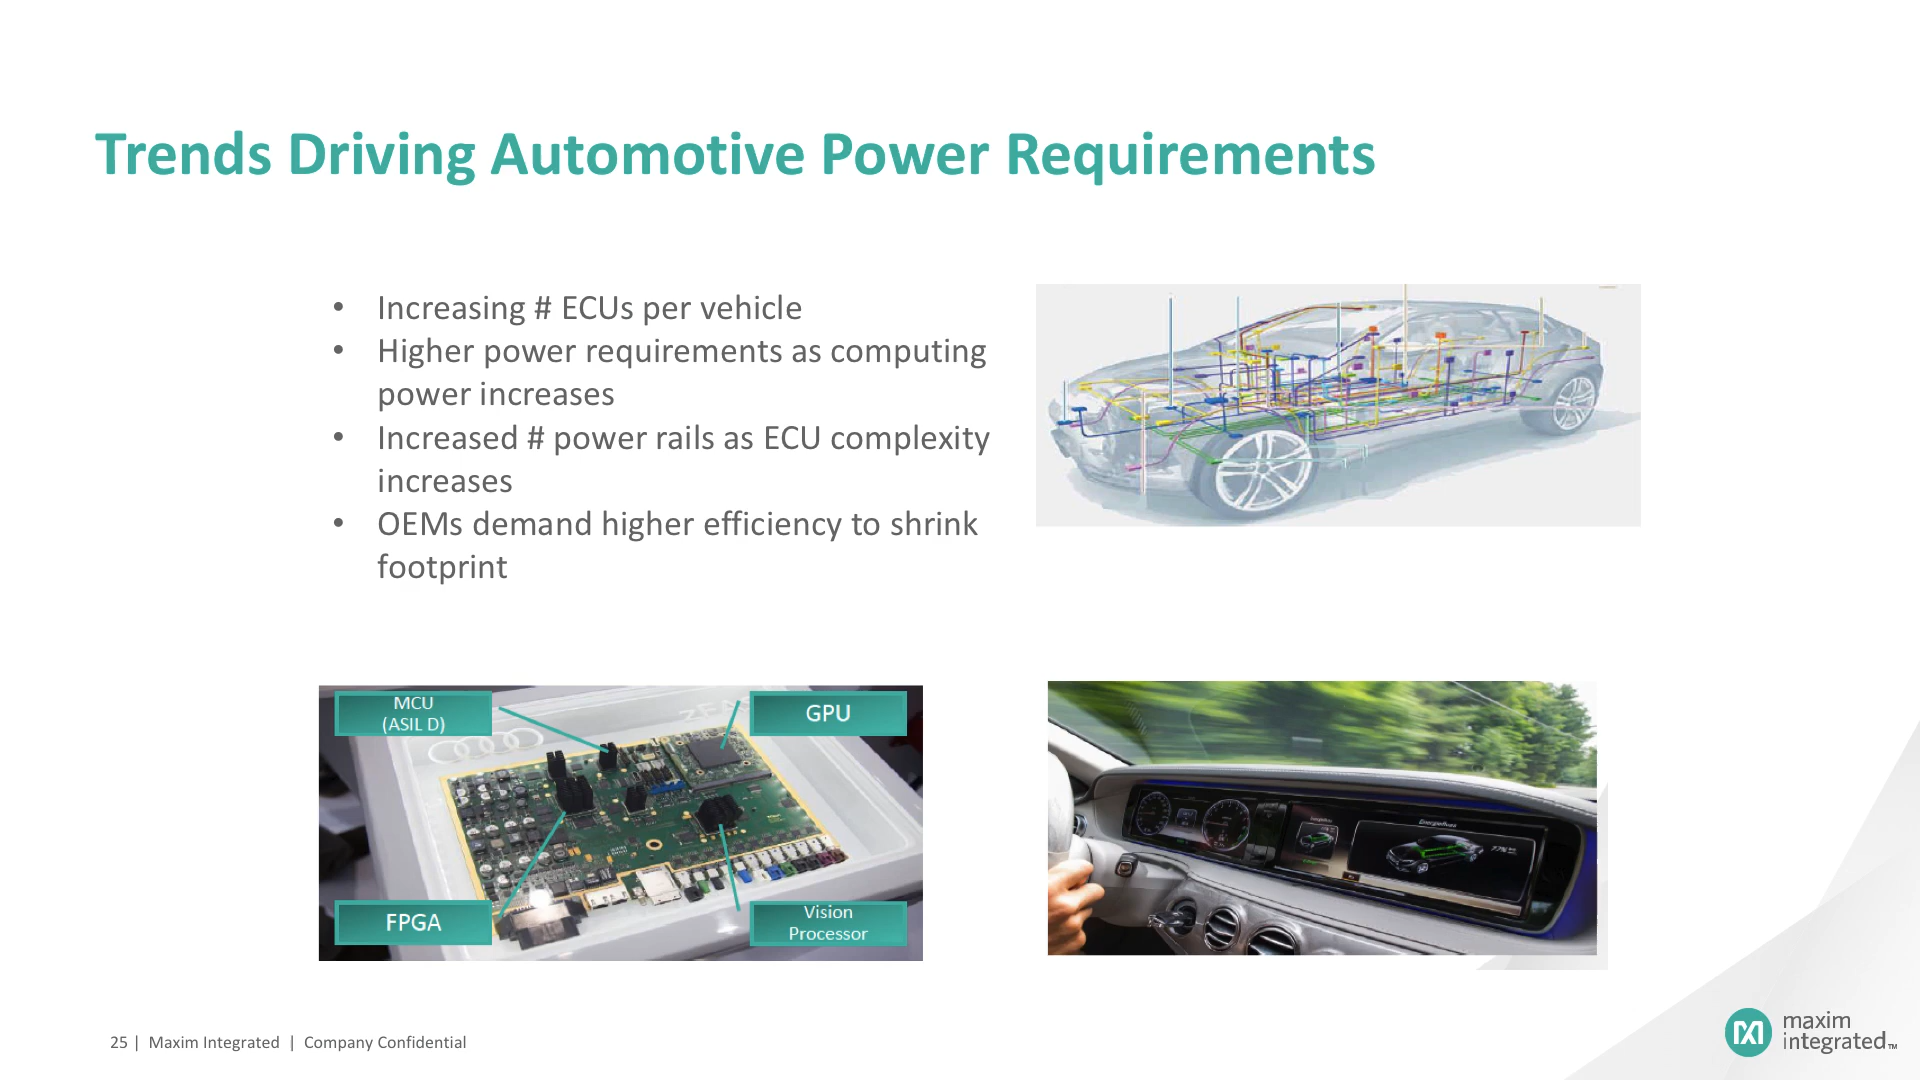 Trends Driving Automotive Power Requirements
• Increasing # ECUs per vehicle
• Higher power requirements as computing
power increases
• Increased # power rails as ECU complexity
increases
• OEMs demand higher efficiency to shrink
footprint
MCU
(ASIL D)
GPU
FPGA
Vision
Processor
Energiefluss
25 | Maxim Integrated | Company Confidential
maxim
integrated™